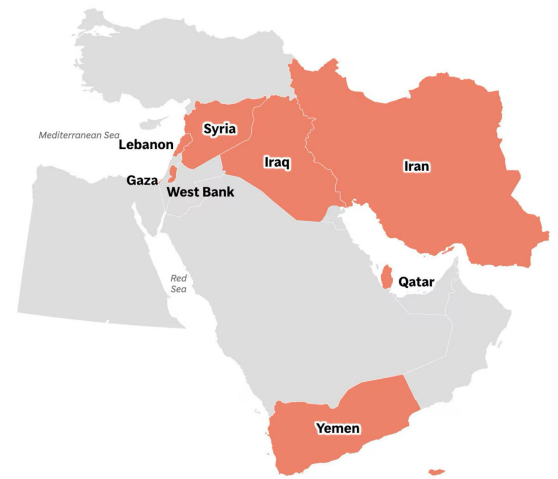 Mediterranean Sea
Syria
Lebanon
Iraq
Iran
Gaza
West Bank
Red
Sea
Qatar
Yemen